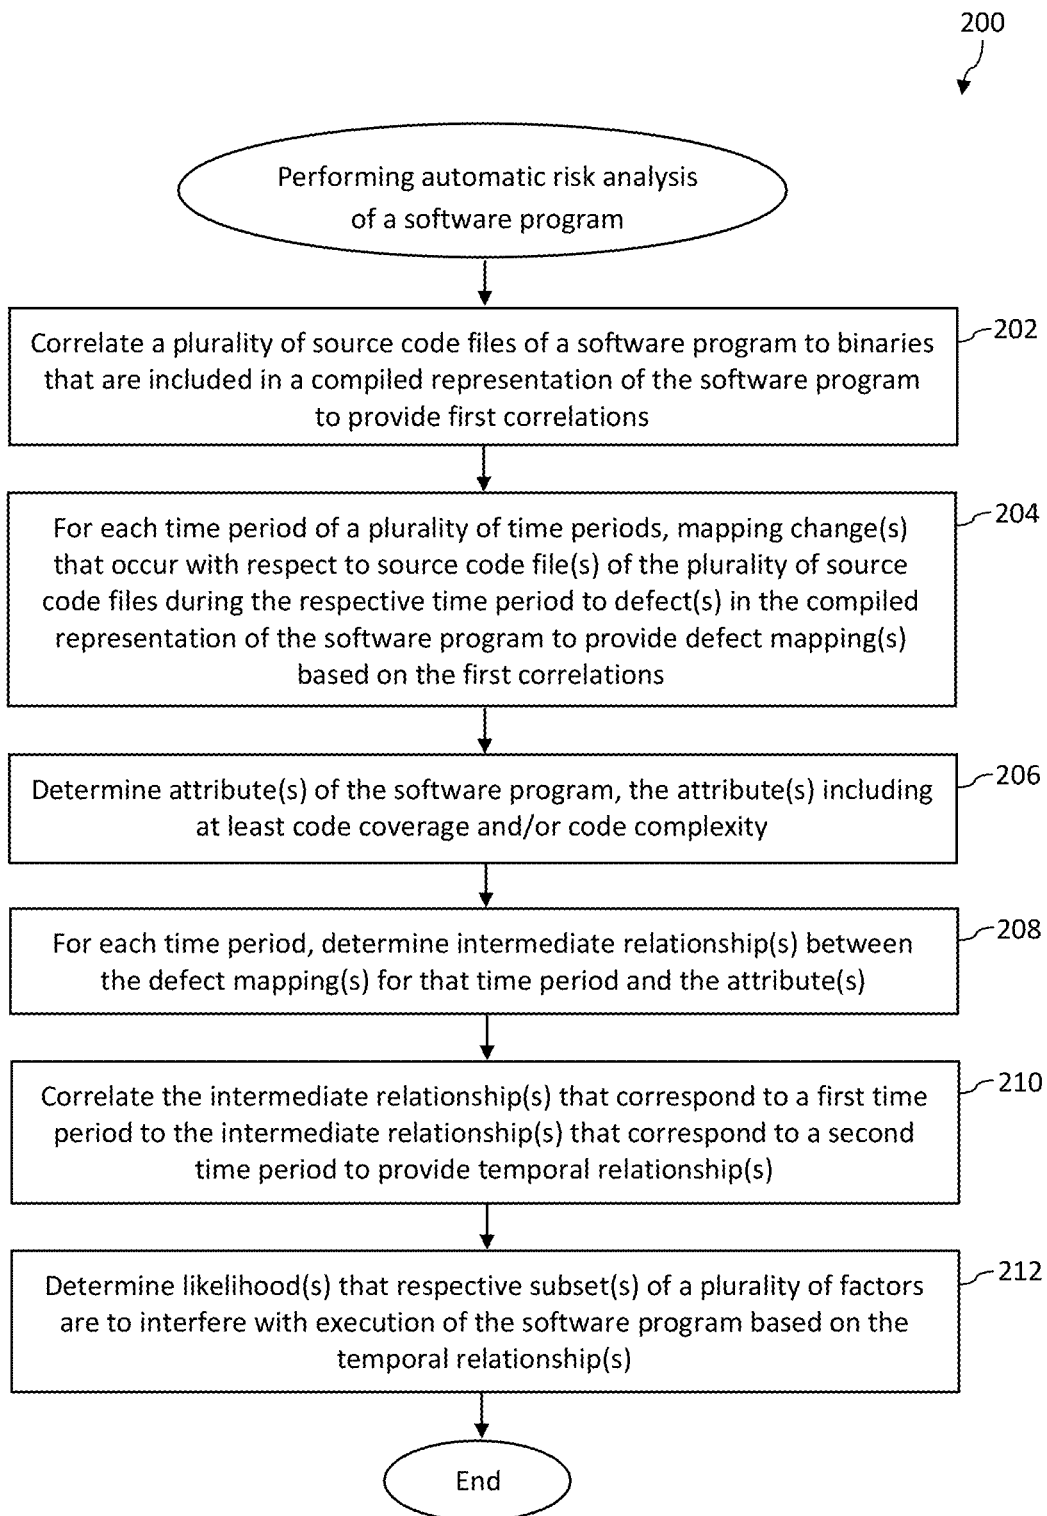 200
Performing automatic risk analysis
of a software program
202
Correlate a plurality of source code files of a software program to binaries
that are included in a compiled representation of the software program
to provide first correlations
204
For each time period of a plurality of time periods, mapping change(s)
that occur with respect to source code file(s) of the plurality of source
code files during the respective time period to defect(s) in the compiled
representation of the software program to provide defect mapping(s)
based on the first correlations
206
Determine attribute(s) of the software program, the attribute(s) including
at least code coverage and/or code complexity
208
For each time period, determine intermediate relationship(s) between
the defect mapping(s) for that time period and the attribute(s)
210
Correlate the intermediate relationship(s) that correspond to a first time
period to the intermediate relationship(s) that correspond to a second
time period to provide temporal relationship(s)
212
Determine likelihood(s) that respective subset(s) of a plurality of factors
are to interfere with execution of the software program based on the
temporal relationship(s)
End